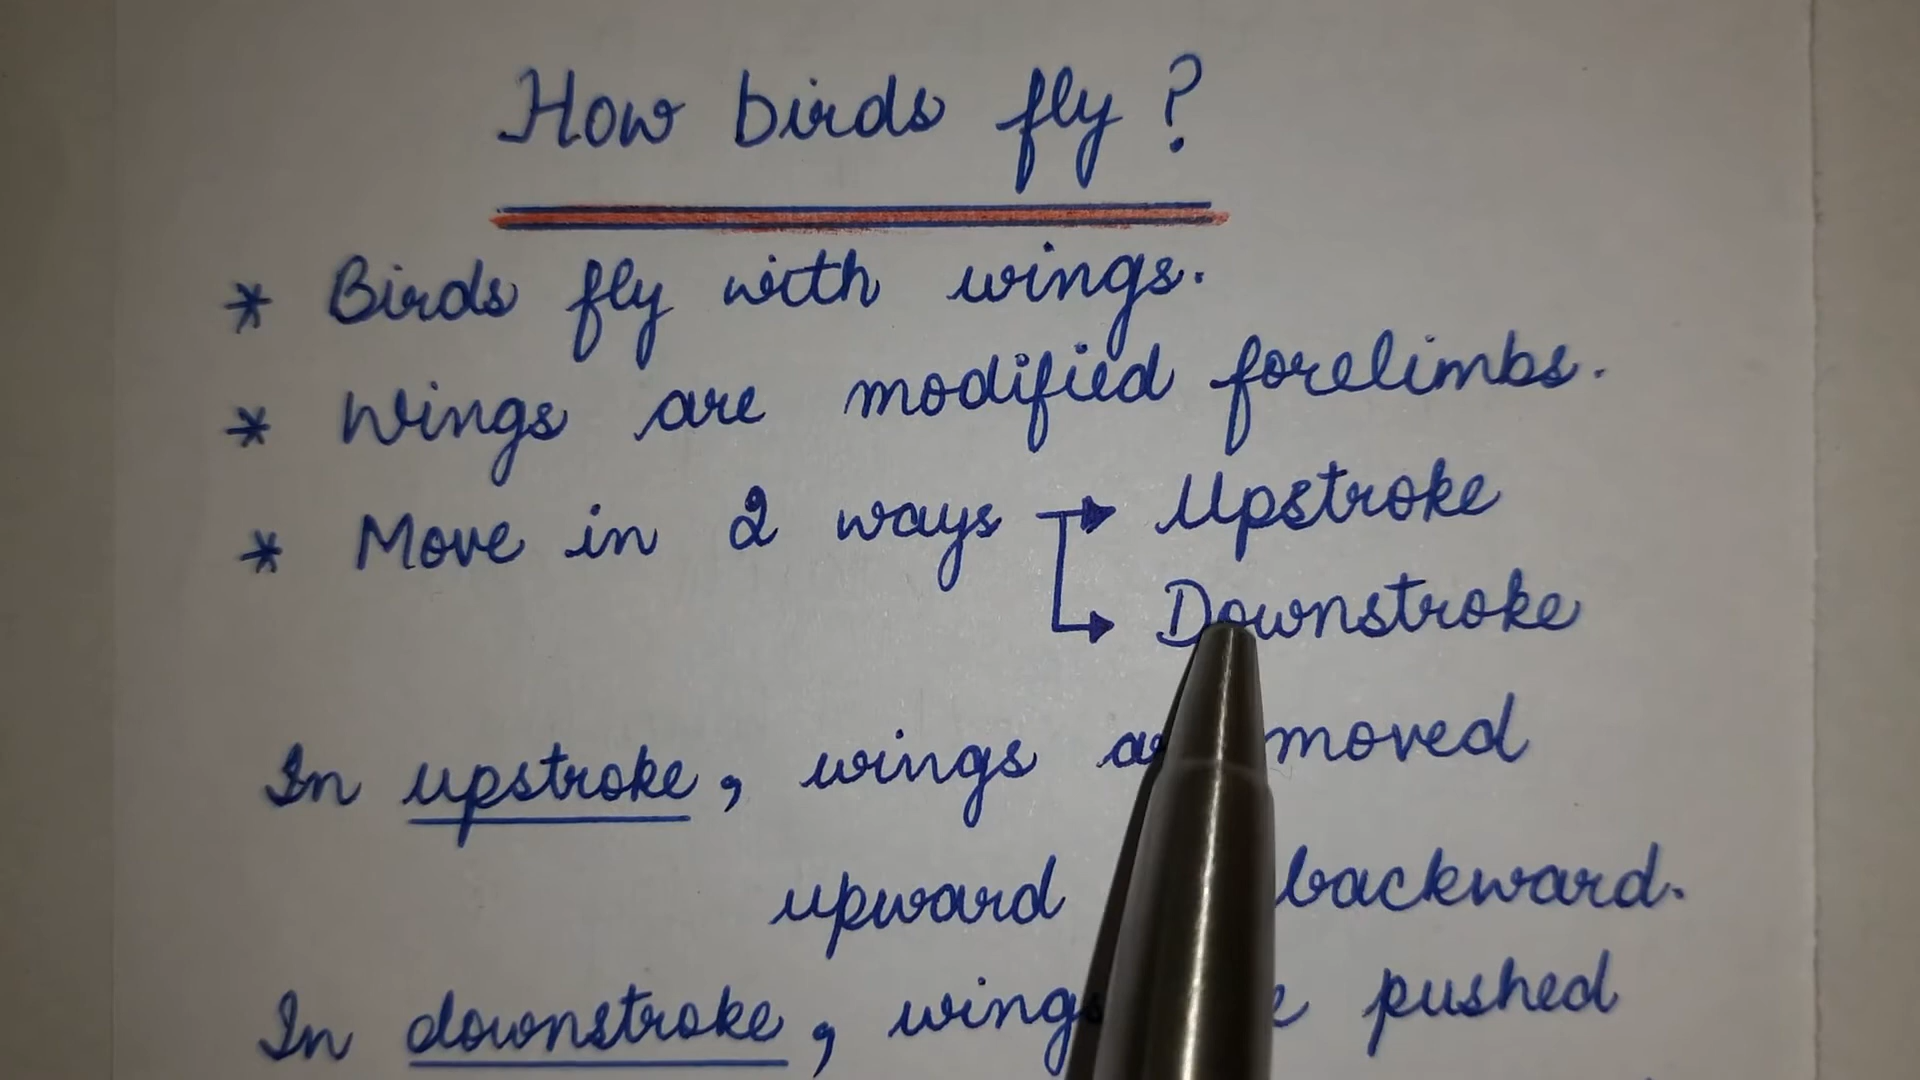 How birds fly?
* Birds fly with wings.
* Wings are modified forelimbs.
* Move in 2 ways → Upstroke
→ Downstroke
In upstroke, wings moved
upward backward.
In downstroke, wings pushed